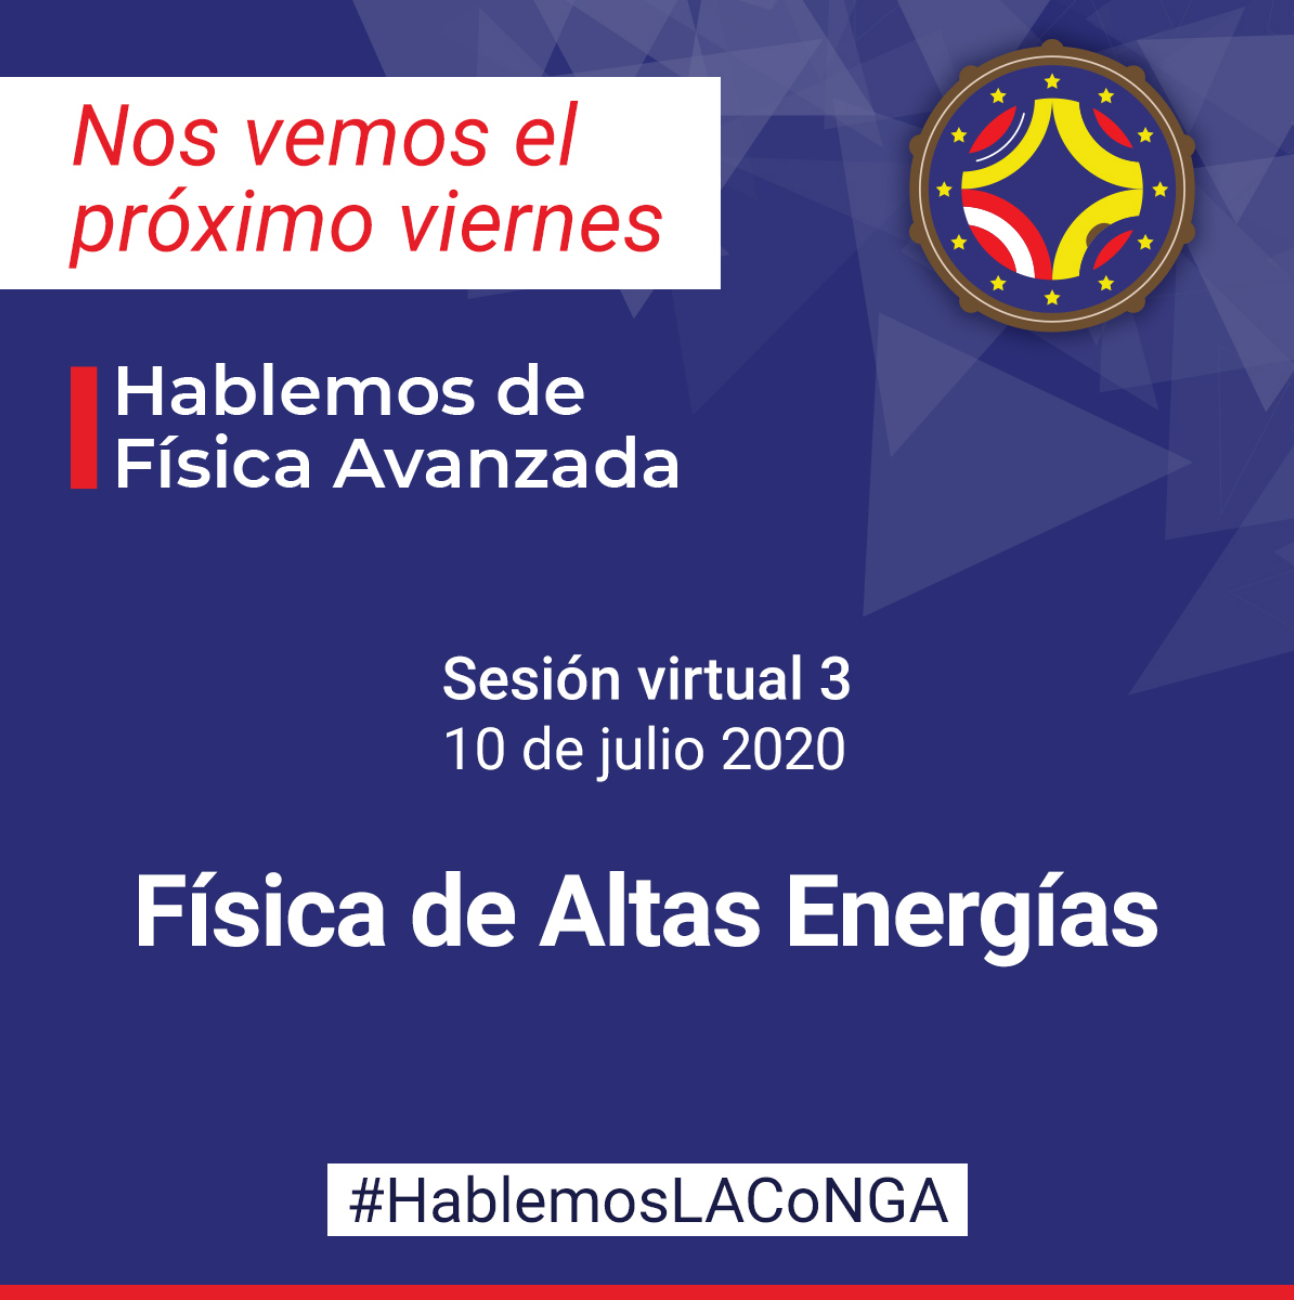 Nos vemos el
próximo viernes
Hablemos de
Física Avanzada
Sesión virtual 3
10 de julio 2020
Física de Altas Energías
#HablemosLACoNGA